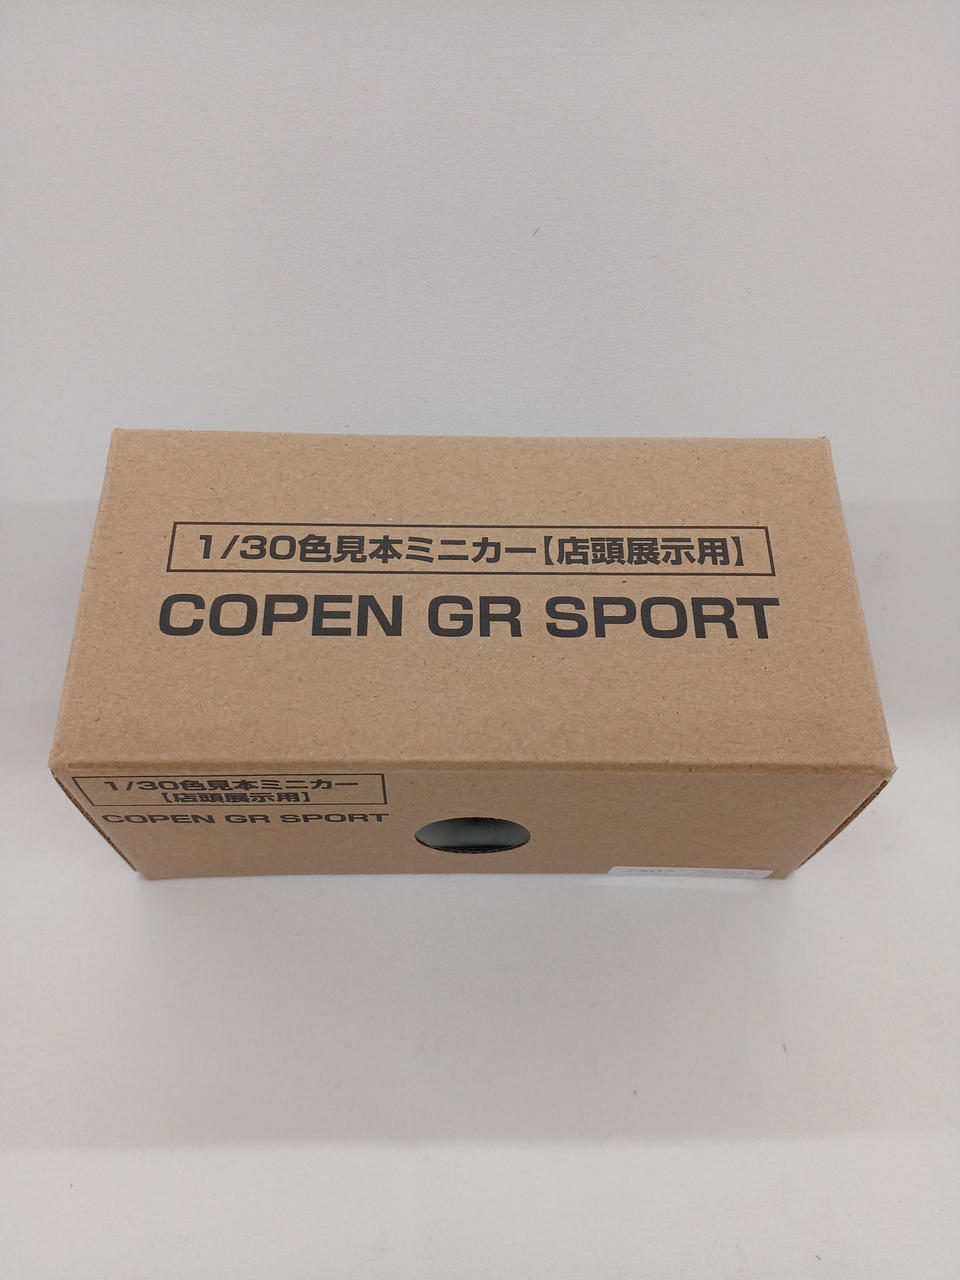 1/30色見本ミニカー【店頭展示用】
COPEN GR SPORT
1/30色見本ミニカー
【店頭展示用】
COPEN GR SPORT